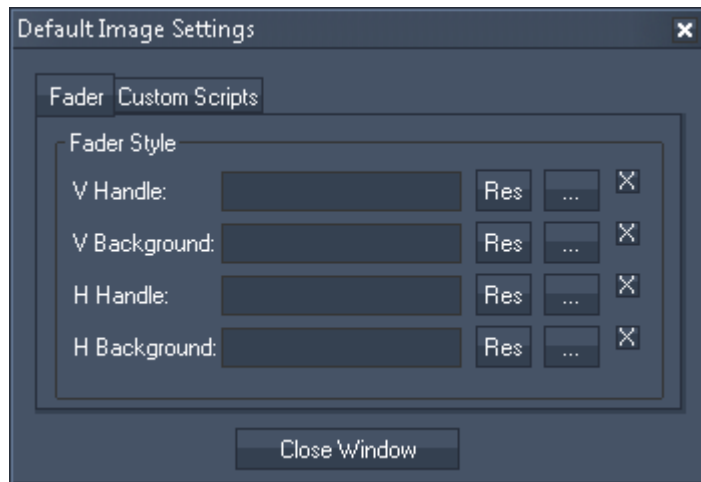 Default Image Settings
Fader Custom Scripts
Fader Style
V Handle: Res ... X
V Background: Res ... X
H Handle: Res ... X
H Background: Res ... X
Close Window